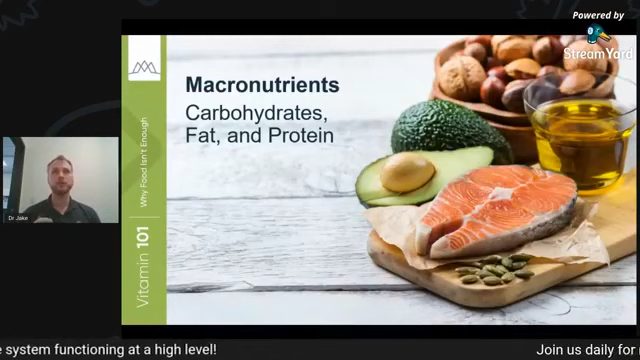 Powered by
StreamYard
Macronutrients
Carbohydrates,
Fat, and Protein
Why Food Isn't Enough
Vitamin 101
Dr Jake
system functioning at a high level!
Join us daily for